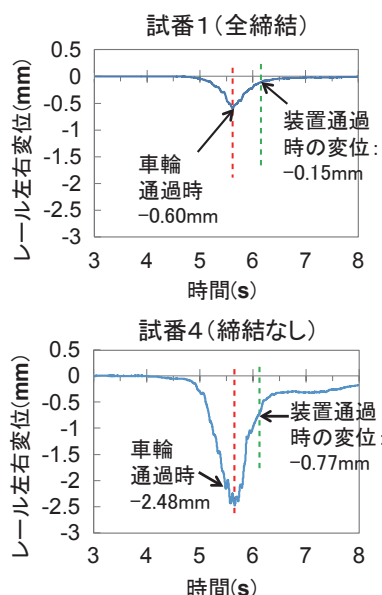 試番1(全締結)
レール左右変位(mm)
0.5
0
-0.5
-1
-1.5
-2
-2.5
-3
車輪
通過時
-0.60mm
装置通過
時の変位:
-0.15mm
3 4 5 6 7 8
時間(s)
試番4(締結なし)
レール左右変位(mm)
0.5
0
-0.5
-1
-1.5
-2
-2.5
-3
車輪
通過時
-2.48mm
装置通過
時の変位:
-0.77mm
3 4 5 6 7 8
時間(s)